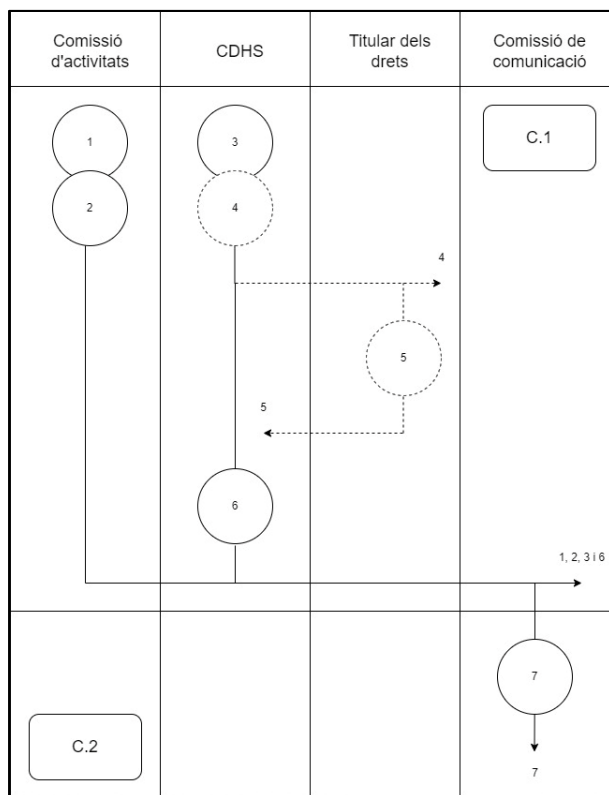 Comissió
d'activitats
CDHS
Titular dels
drets
Comissió de
comunicació
1
3
C.1
2
4
4
5
5
6
1, 2, 3 i 6
7
C.2
7